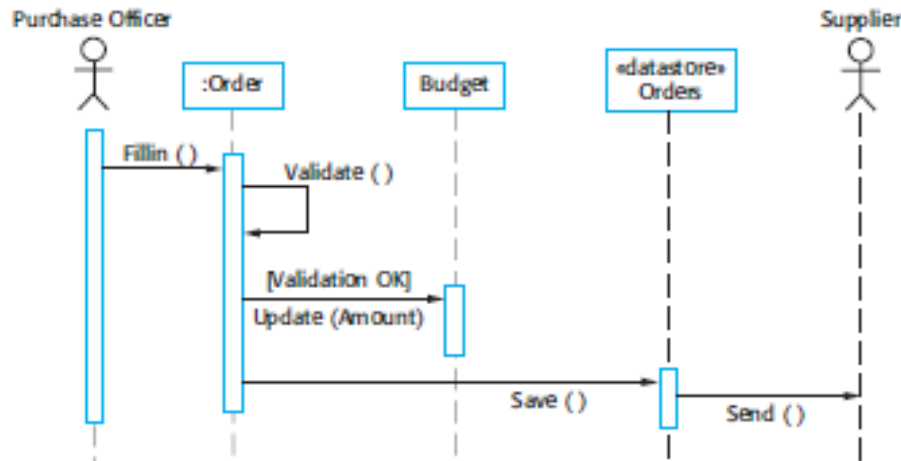 Purchase Officer
Supplier
:Order
Budget
«datastore»
Orders
Fillin ( )
Validate ( )
[Validation OK]
Update (Amount)
Save ( )
Send ( )